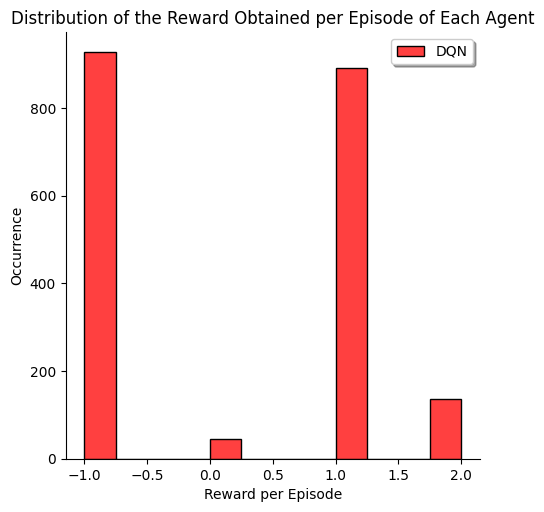 Distribution of the Reward Obtained per Episode of Each Agent
DQN
800
600
400
200
0
Occurrence
−1.0 −0.5 0.0 0.5 1.0 1.5 2.0
Reward per Episode